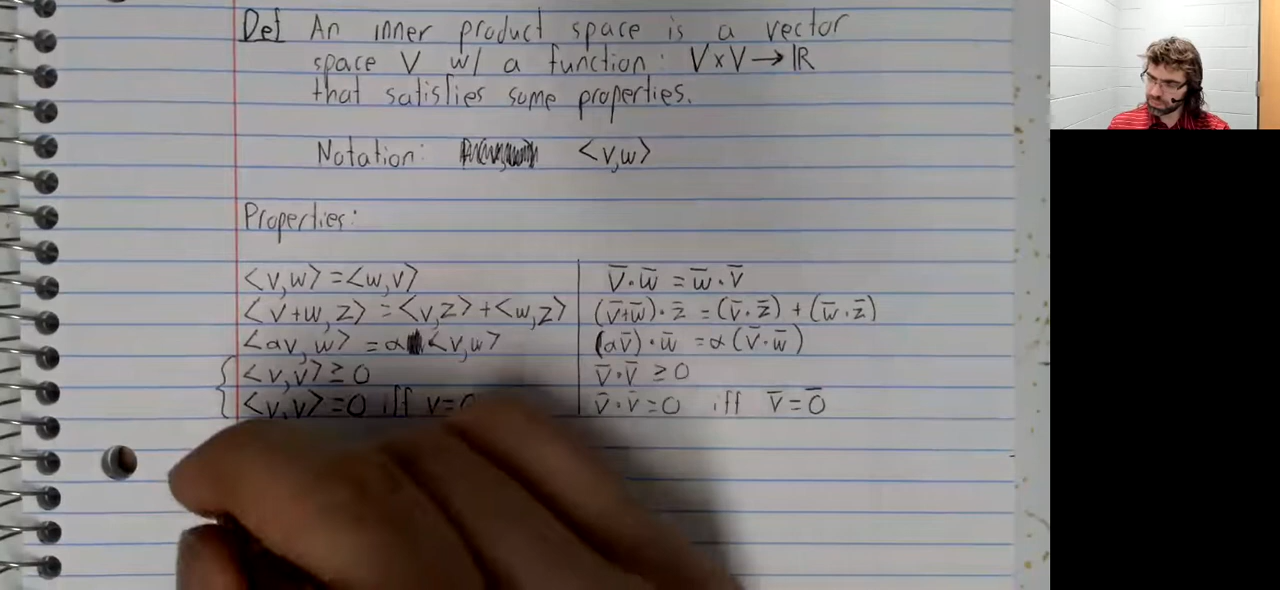 Def An inner product space is a vector
space V w/ a function: V×V→ℝ
that satisfies some properties.
Notation: <v,w>
Properties:
<v,w> = <w,v>
<v+w, z> = <v,z> + <w,z>
<αv, w> = α <v,w>
<v,v> ≥ 0
<v,v> = 0 iff v=0
v̅·w̅ = w̅·v̅
(v̅+w̅)·z̅ = (v̅·z̅) + (w̅·z̅)
(αv̅)·w̅ = α(v̅·w̅)
v̅·v̅ ≥ 0
v̅·v̅ = 0 iff v̅ = 0̅